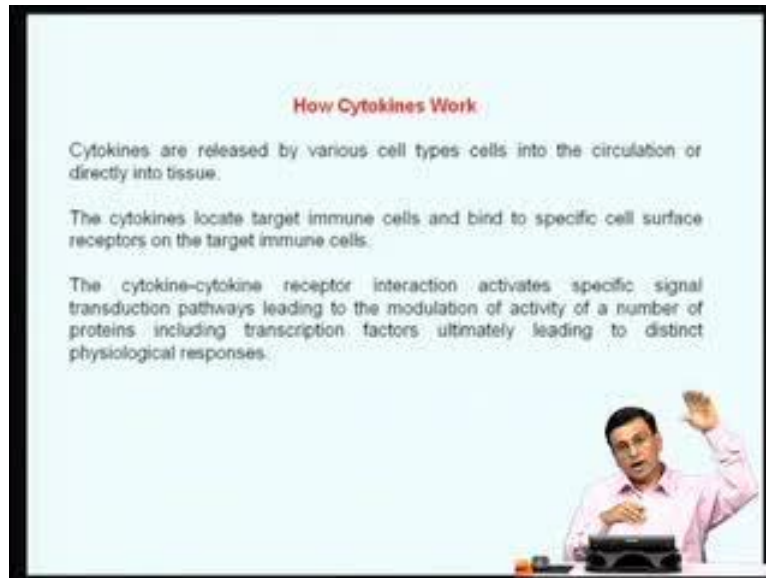 How Cytokines Work
Cytokines are released by various cell types cells into the circulation or
directly into tissue.
The cytokines locate target immune cells and bind to specific cell surface
receptors on the target immune cells.
The cytokine-cytokine receptor interaction activates specific signal
transduction pathways leading to the modulation of activity of a number of
proteins including transcription factors ultimately leading to distinct
physiological responses.